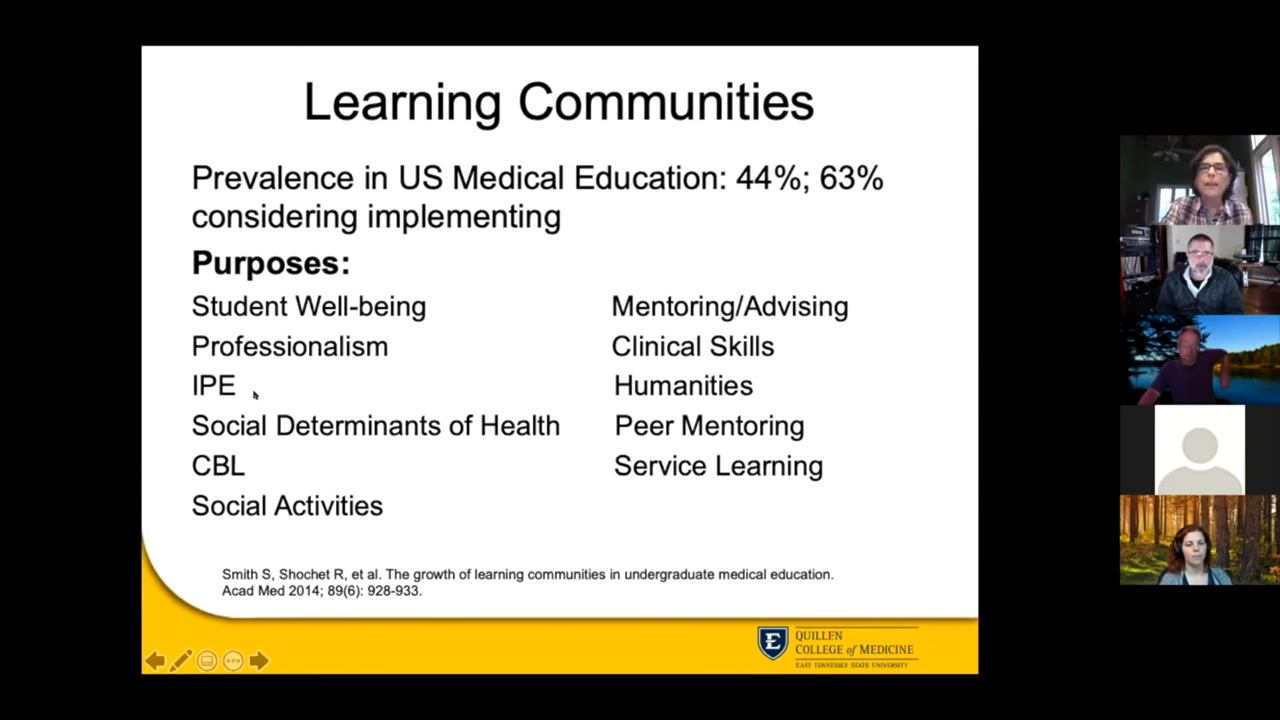 Learning Communities
Prevalence in US Medical Education: 44%; 63%
considering implementing
Purposes:
Student Well-being
Professionalism
IPE
Social Determinants of Health
CBL
Social Activities
Mentoring/Advising
Clinical Skills
Humanities
Peer Mentoring
Service Learning
Smith S, Shochet R, et al. The growth of learning communities in undergraduate medical education.
Acad Med 2014; 89(6): 928-933.
E
QUILLEN
COLLEGE of MEDICINE
EAST TENNESSEE STATE UNIVERSITY